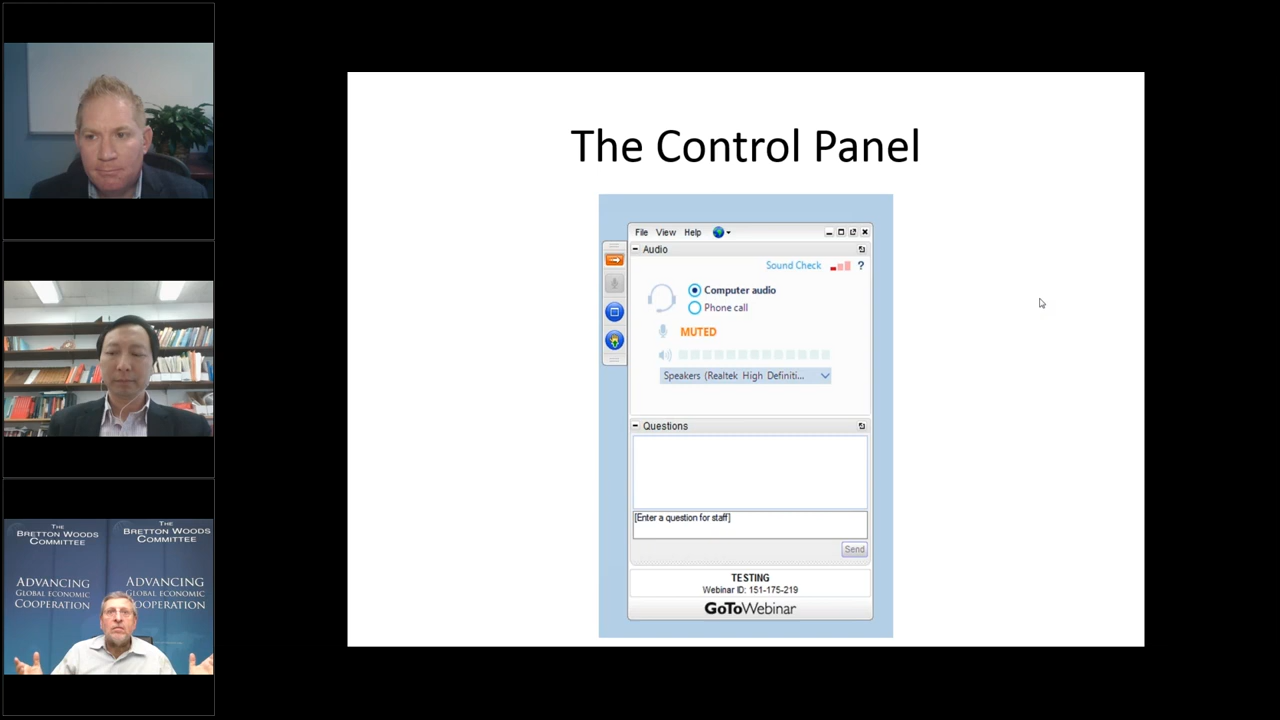 The Control Panel
File View Help
Audio
Sound Check ?
Computer audio
Phone call
MUTED
Speakers (Realtek High Definiti...
Questions
[Enter a question for staff]
Send
TESTING
Webinar ID: 151-175-219
GoToWebinar
THE
BRETTON WOODS
COMMITTEE
ADVANCING
GLOBAL ECONOMIC
COOPERATION
THE
BRETTON WOODS
COMMITTEE
ADVANCING
GLOBAL ECONOMIC
COOPERATION